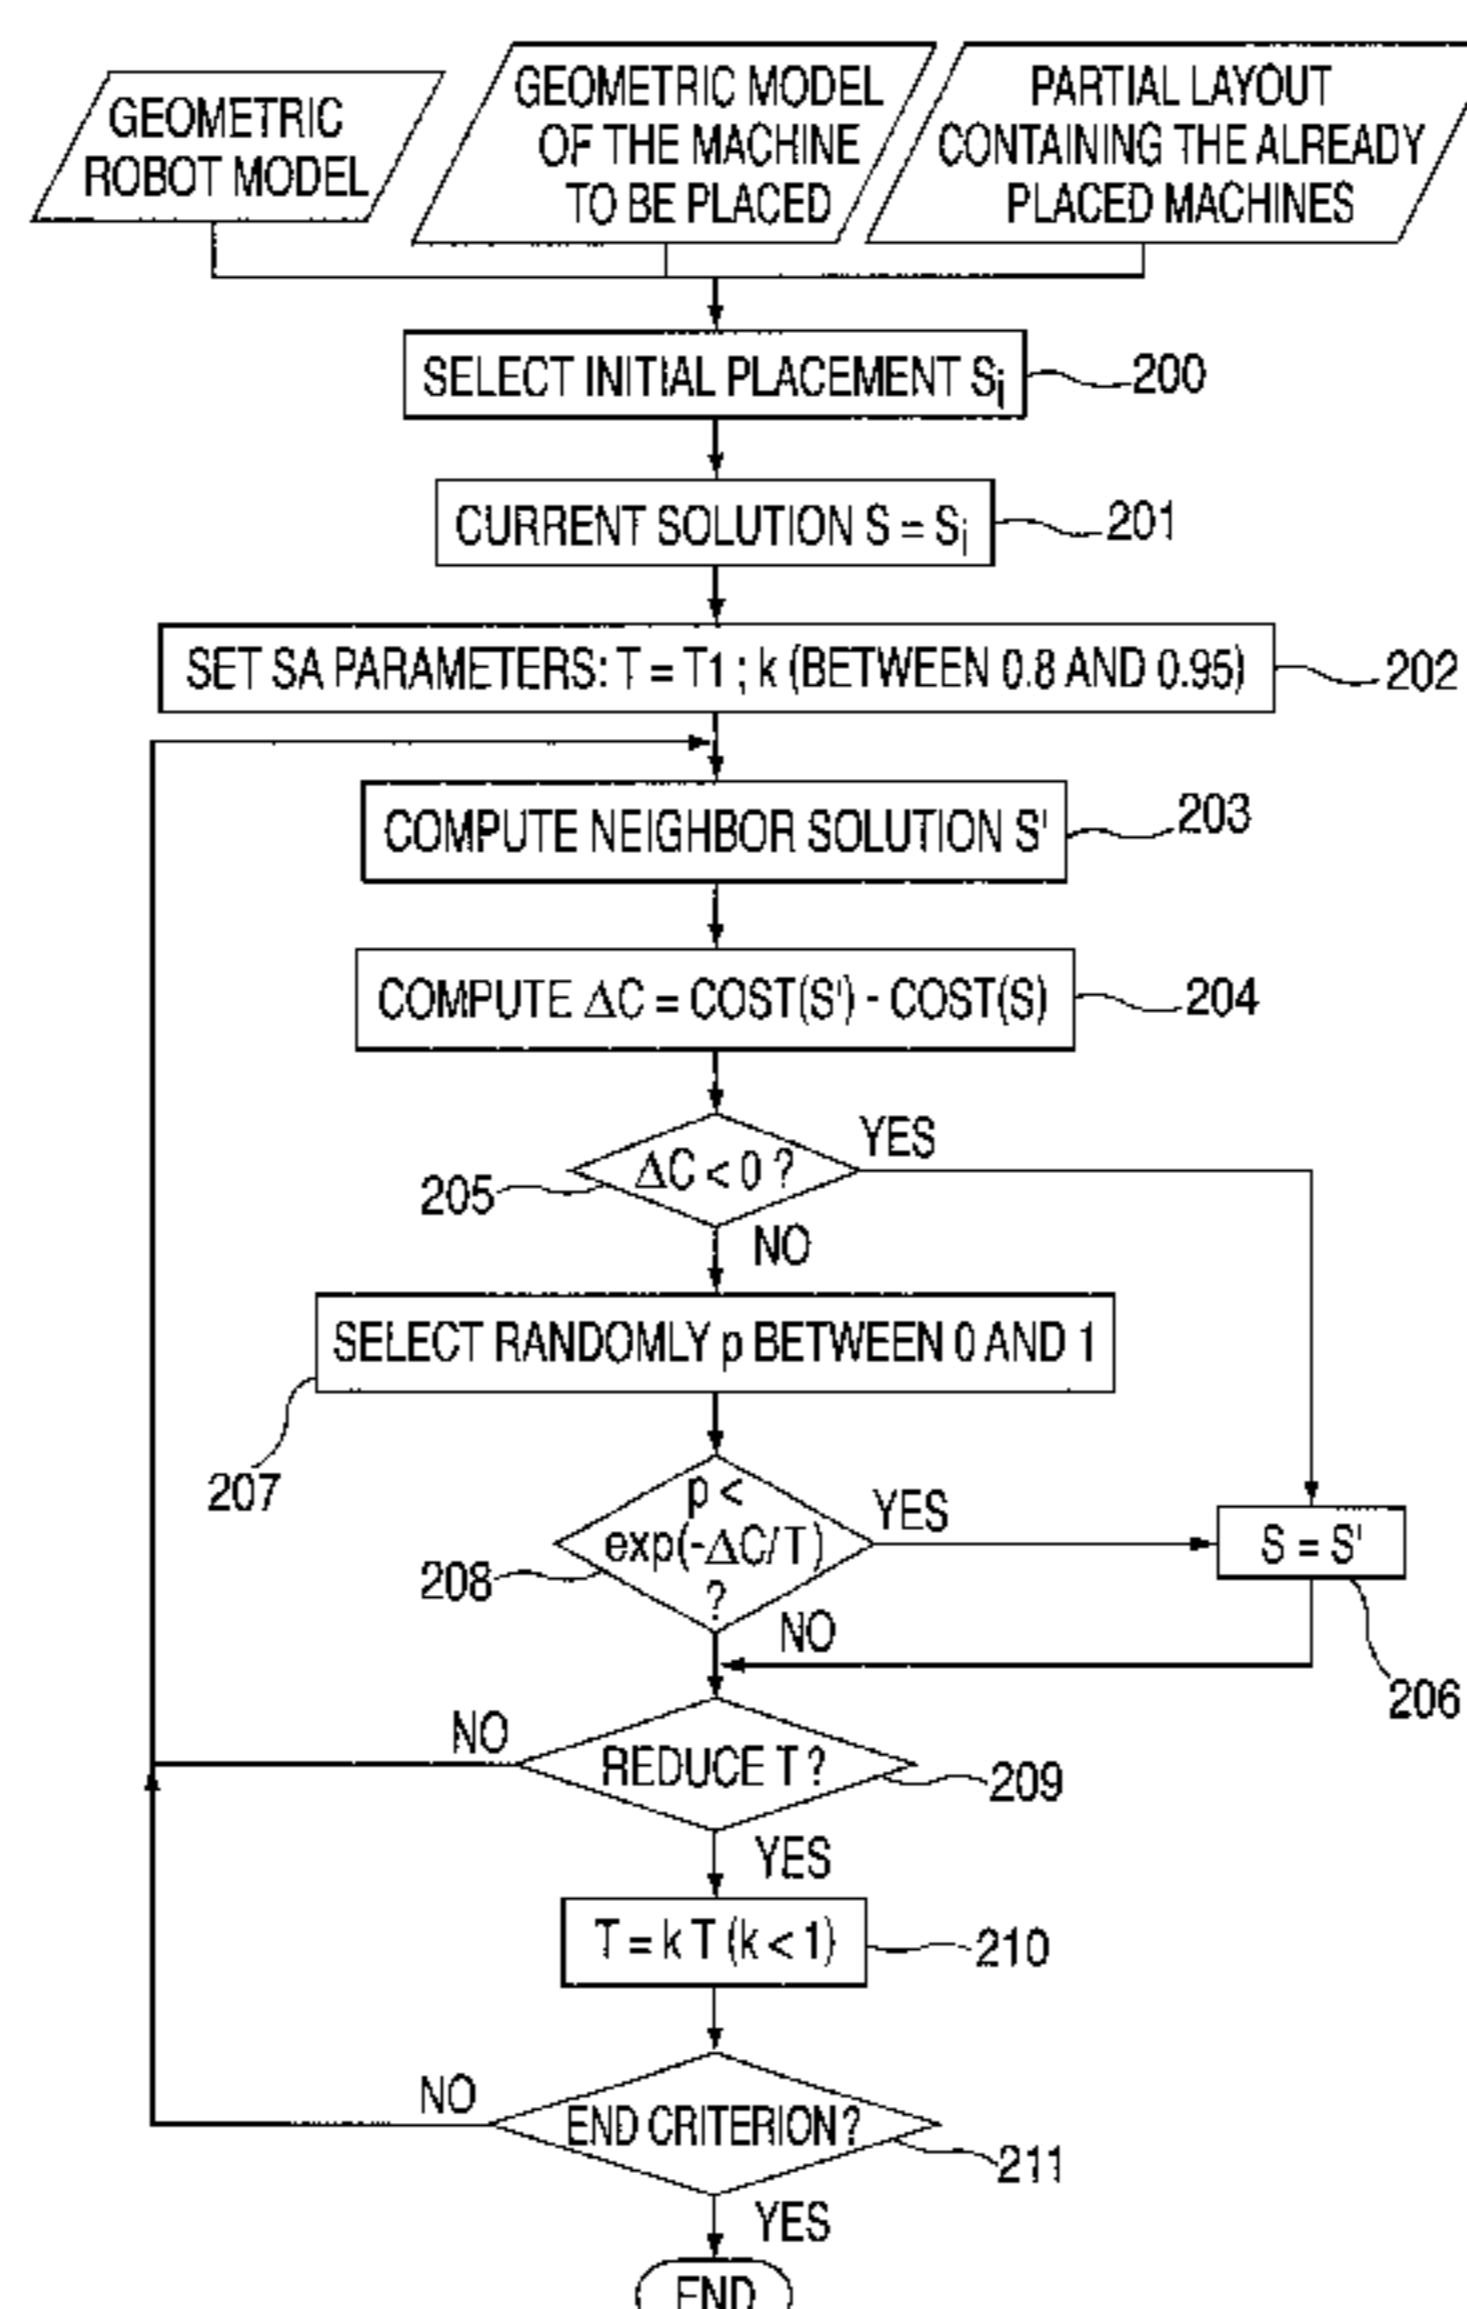 GEOMETRIC
ROBOT MODEL
GEOMETRIC MODEL
OF THE MACHINE
TO BE PLACED
PARTIAL LAYOUT
CONTAINING THE ALREADY
PLACED MACHINES
SELECT INITIAL PLACEMENT Si
200
CURRENT SOLUTION S = Si
201
SET SA PARAMETERS: T = T1 ; k (BETWEEN 0.8 AND 0.95)
202
COMPUTE NEIGHBOR SOLUTION S'
203
COMPUTE ΔC = COST(S') - COST(S)
204
ΔC < 0 ?
YES
205
NO
SELECT RANDOMLY p BETWEEN 0 AND 1
207
p <
exp(-ΔC/T)
?
YES
208
S = S'
NO
206
REDUCE T ?
NO
209
YES
T = k T (k < 1)
210
END CRITERION?
NO
211
YES
END